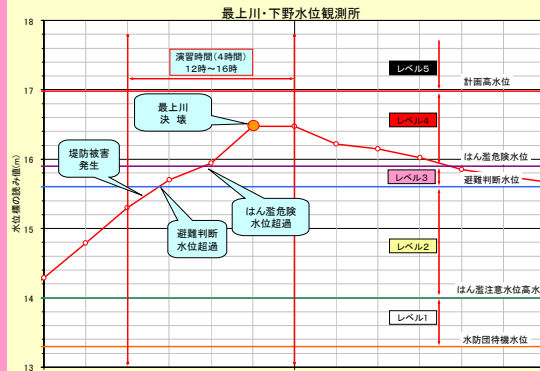 最上川・下野水位観測所
18
17
16
15
14
13
水位標の読み値(m)
演習時間(4時間)
12時～16時
レベル5
計画高水位
最上川
決 壊
レベル4
堤防被害
発生
はん濫危険水位
レベル3
避難判断水位
はん濫危険
水位超過
避難判断
水位超過
レベル2
はん濫注意水位高水
レベル1
水防団待機水位